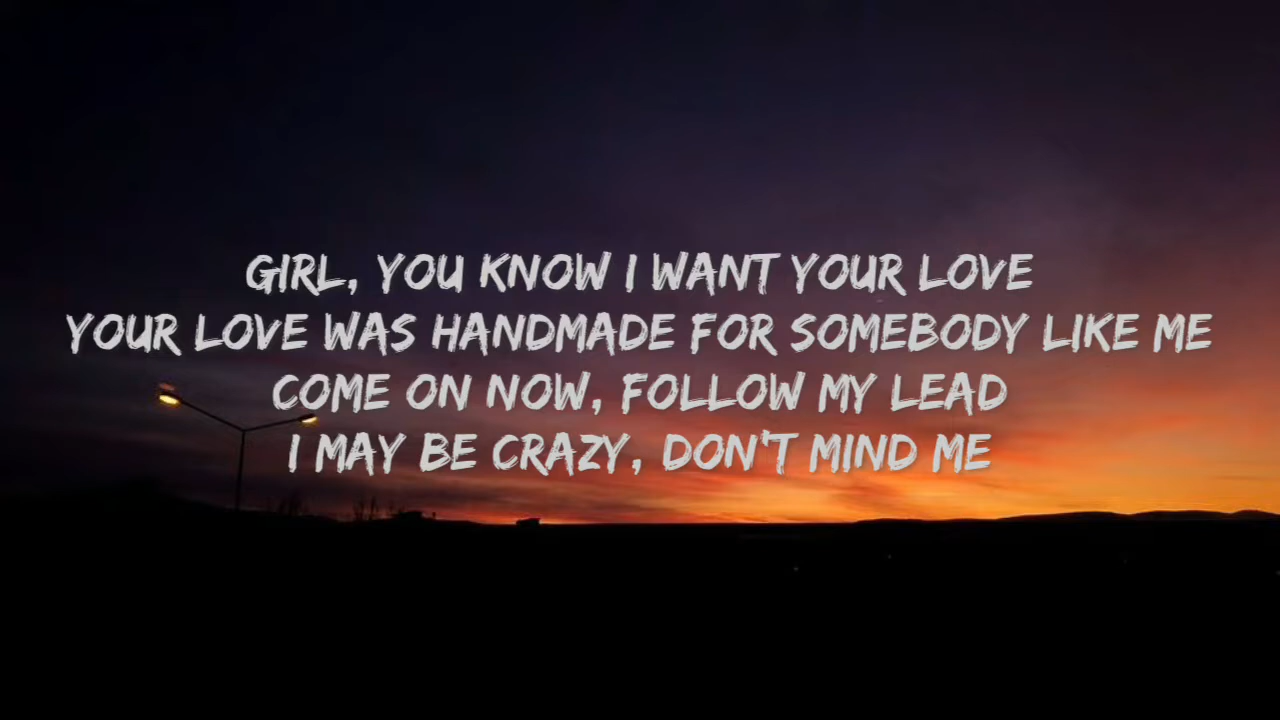 GIRL, YOU KNOW I WANT YOUR LOVE
YOUR LOVE WAS HANDMADE FOR SOMEBODY LIKE ME
COME ON NOW, FOLLOW MY LEAD
I MAY BE CRAZY, DON'T MIND ME